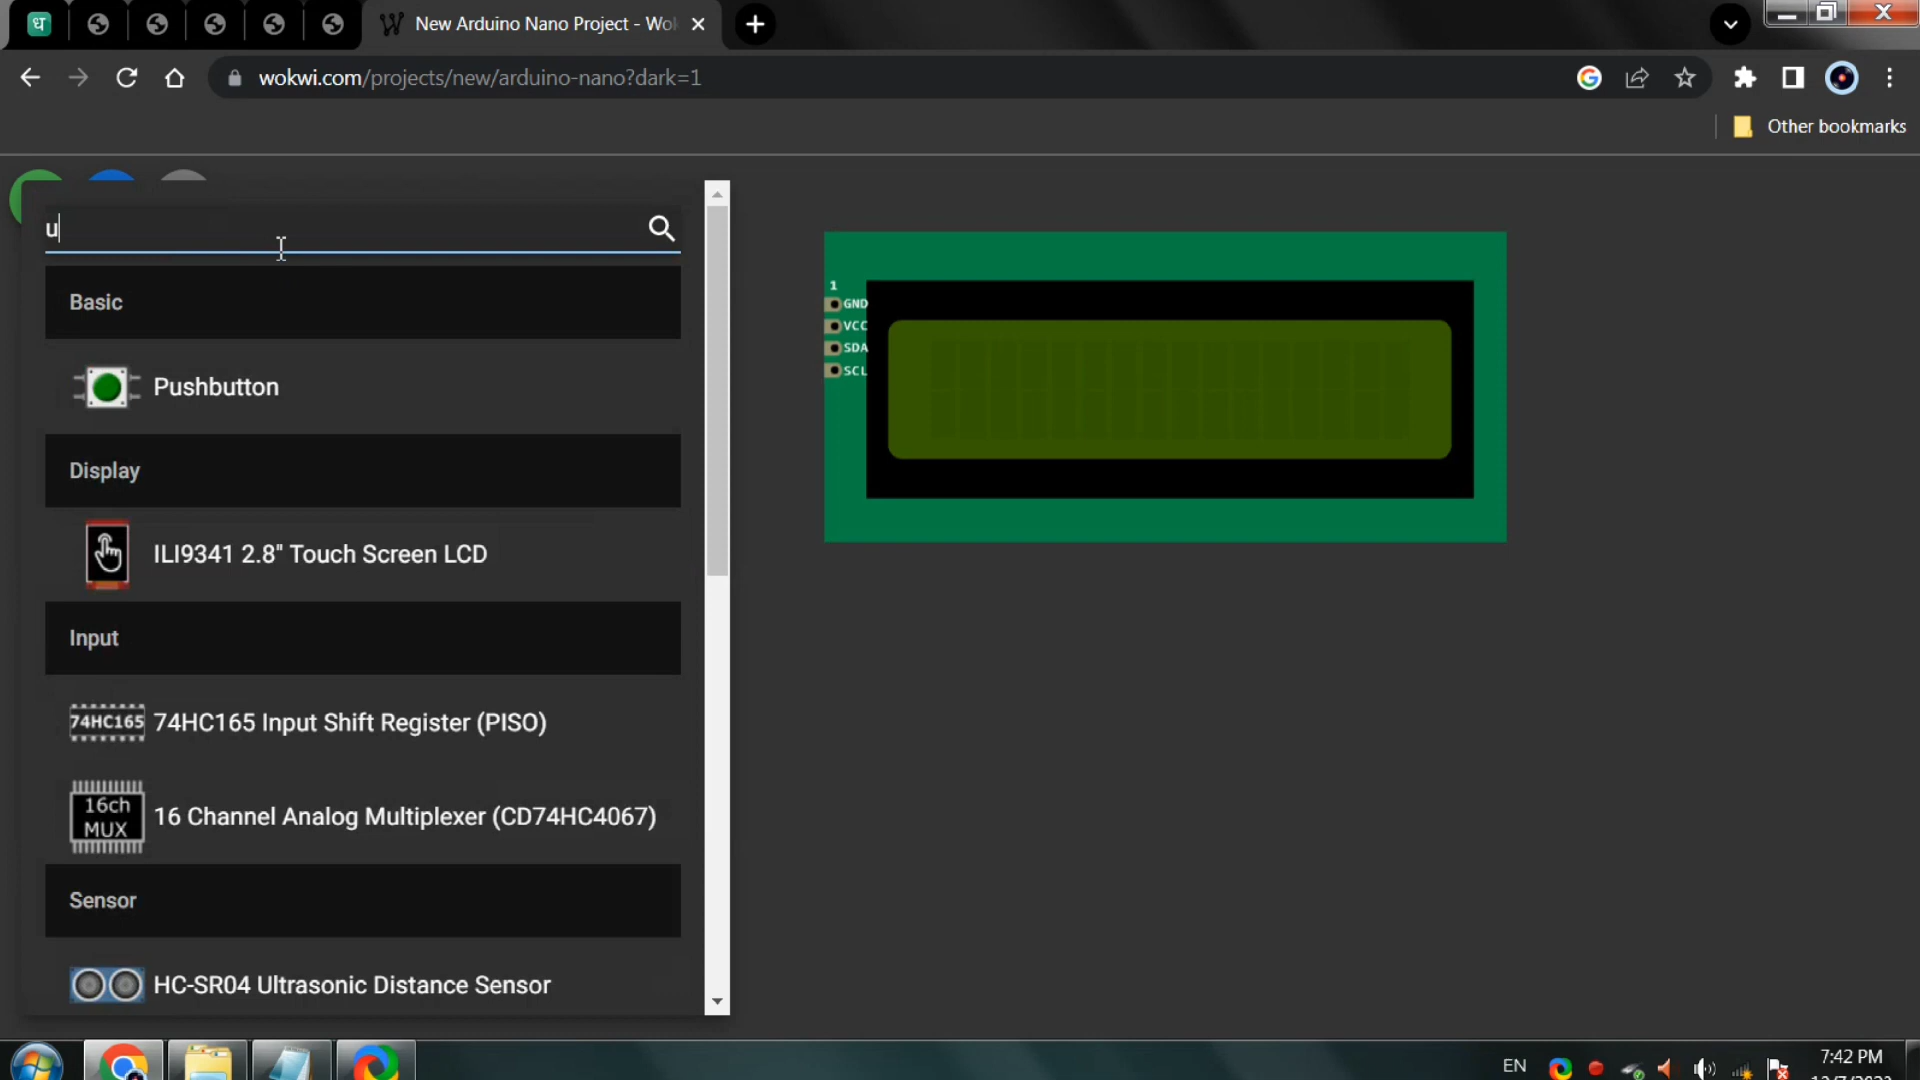 ध
New Arduino Nano Project - Wo
wokwi.com/projects/new/arduino-nano?dark=1
Other bookmarks
u
Basic
Pushbutton
Display
ILI9341 2.8" Touch Screen LCD
Input
74HC165
74HC165 Input Shift Register (PISO)
16ch
MUX
16 Channel Analog Multiplexer (CD74HC4067)
Sensor
HC-SR04 Ultrasonic Distance Sensor
1
GND
VCC
SDA
SCL
EN
7:42 PM